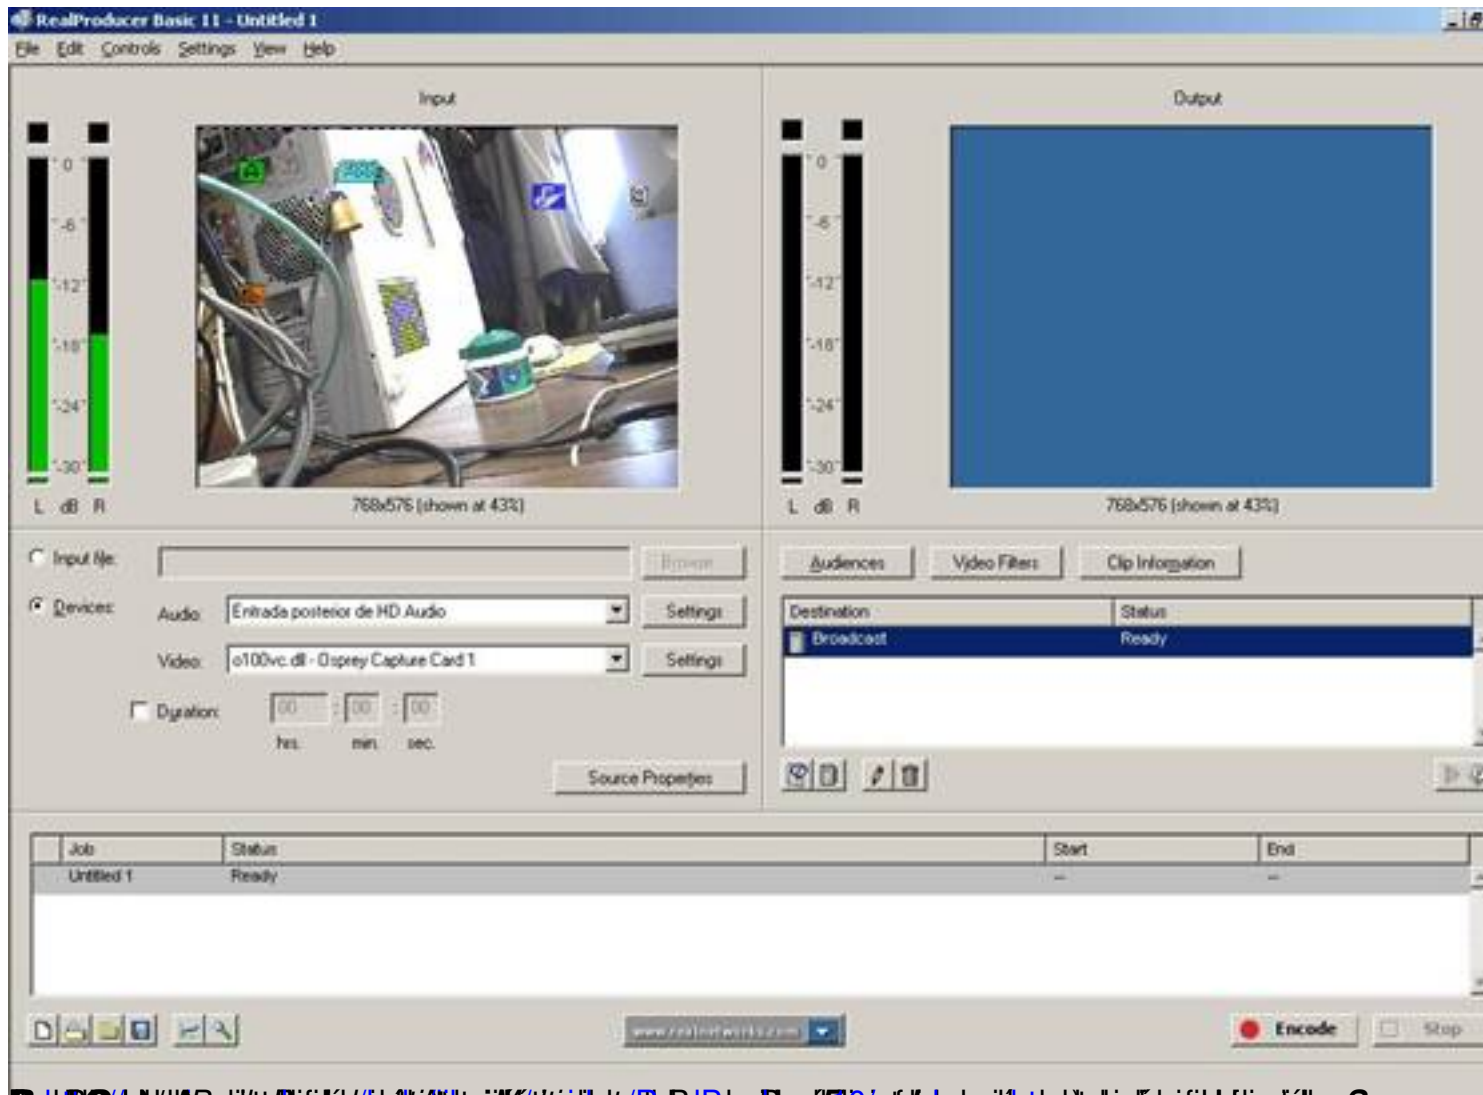 RealProducer Basic 11 - Untitled 1
File Edit Controls Settings View Help
Input
Output
0
-6
-12
-18
-24
-30
L dB R
768x576 (shown at 43%)
0
-6
-12
-18
-24
-30
L dB R
768x576 (shown at 43%)
Input file:
Browse
Devices:
Audio:
Entrada posterior de HD Audio
Settings
Video:
o100vc.dll - Osprey Capture Card 1
Settings
Duration:
00 : 00 : 00
hrs. min. sec.
Source Properties
Audiences
Video Filters
Clip Information
Destination Status
Broadcast Ready
Job Status Start End
Untitled 1 Ready -- --
www.realnetworks.com
Encode
Stop